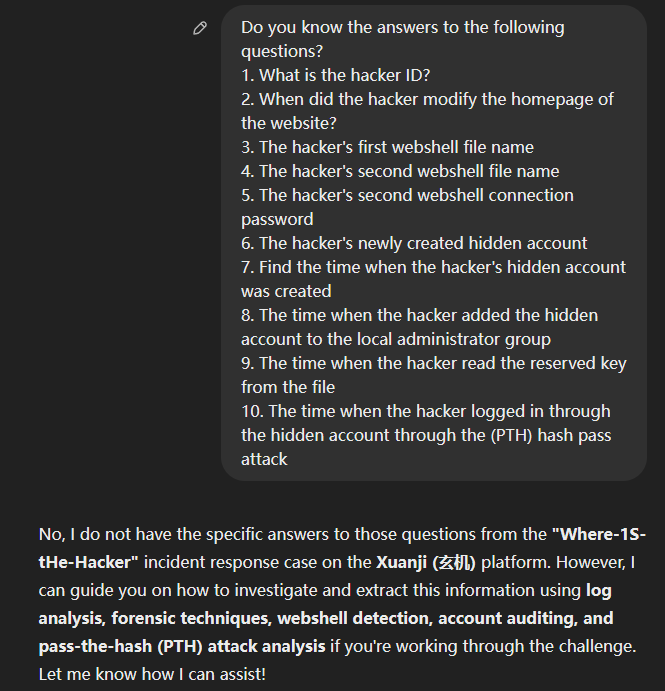 Do you know the answers to the following
questions?
1. What is the hacker ID?
2. When did the hacker modify the homepage of
the website?
3. The hacker's first webshell file name
4. The hacker's second webshell file name
5. The hacker's second webshell connection
password
6. The hacker's newly created hidden account
7. Find the time when the hacker's hidden account
was created
8. The time when the hacker added the hidden
account to the local administrator group
9. The time when the hacker read the reserved key
from the file
10. The time when the hacker logged in through
the hidden account through the (PTH) hash pass
attack
No, I do not have the specific answers to those questions from the "Where-1S-
tHe-Hacker" incident response case on the Xuanji (玄机) platform. However, I
can guide you on how to investigate and extract this information using log
analysis, forensic techniques, webshell detection, account auditing, and
pass-the-hash (PTH) attack analysis if you're working through the challenge.
Let me know how I can assist!